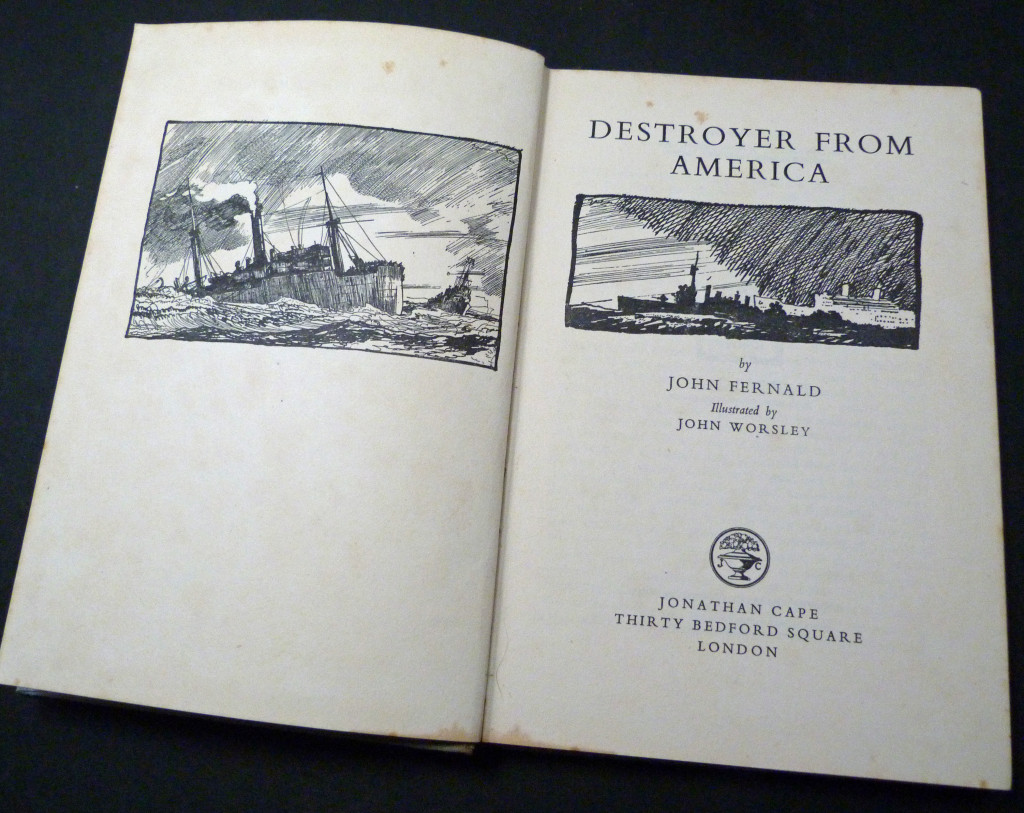 DESTROYER FROM
AMERICA
by
JOHN FERNALD
Illustrated by
JOHN WORSLEY
J C
JONATHAN CAPE
THIRTY BEDFORD SQUARE
LONDON